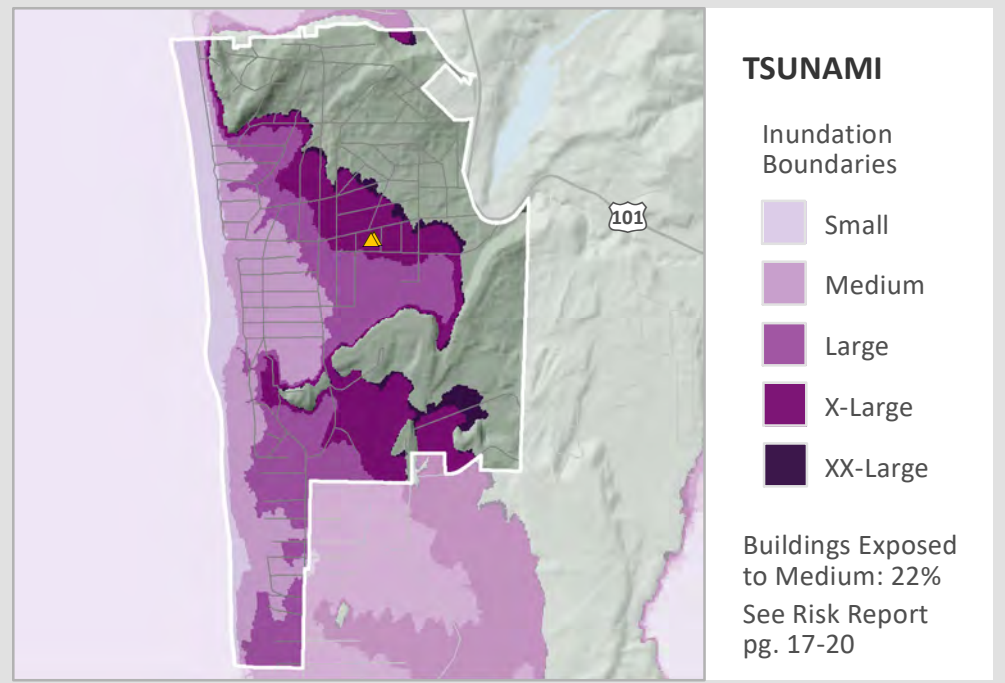 101
TSUNAMI
Inundation
Boundaries
Small
Medium
Large
X-Large
XX-Large
Buildings Exposed
to Medium: 22%
See Risk Report
pg. 17-20